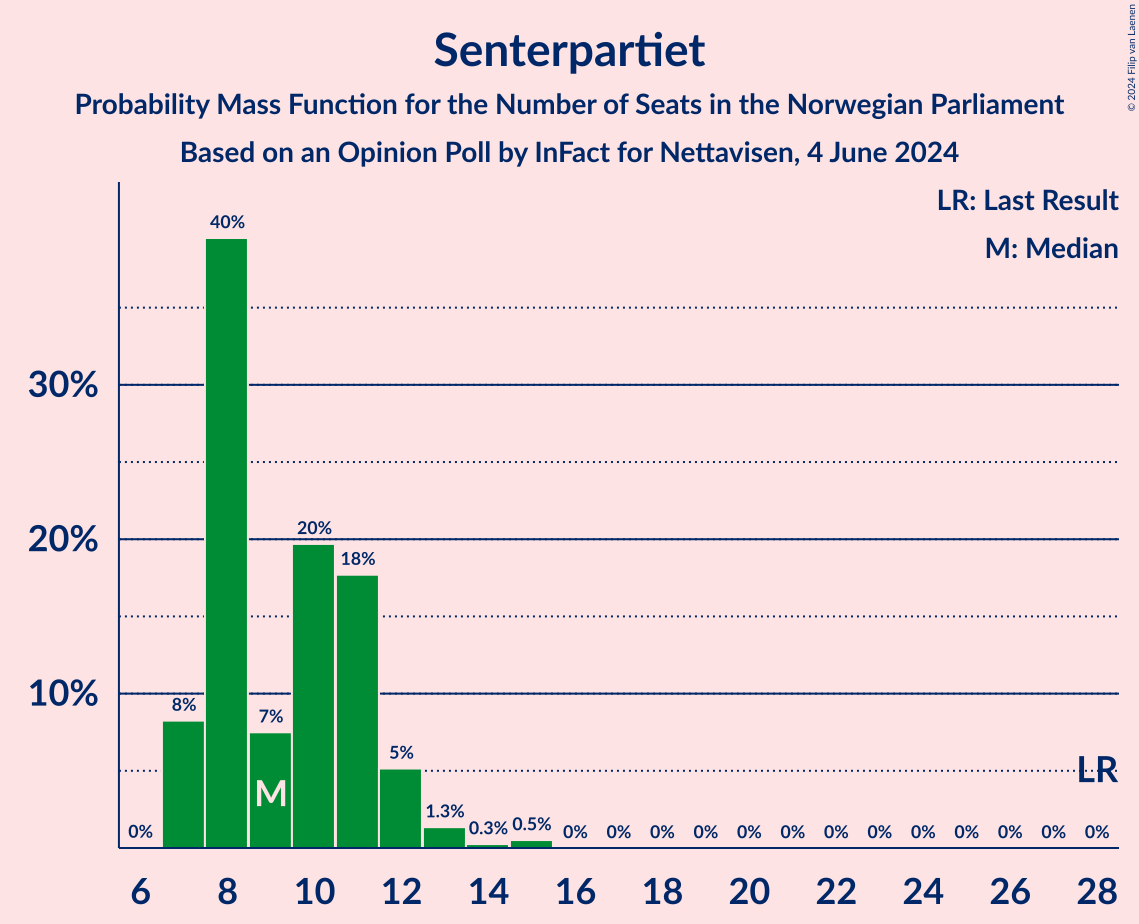 Senterpartiet
Probability Mass Function for the Number of Seats in the Norwegian Parliament
Based on an Opinion Poll by InFact for Nettavisen, 4 June 2024
© 2024 Filip van Laenen
LR: Last Result
M: Median
40%
30%
20%
20%
18%
10%
8%
7%
5%
M
LR
0%
1.3%
0.3%
0.5%
0% 0% 0% 0% 0% 0% 0% 0% 0% 0% 0% 0% 0%
6 8 10 12 14 16 18 20 22 24 26 28